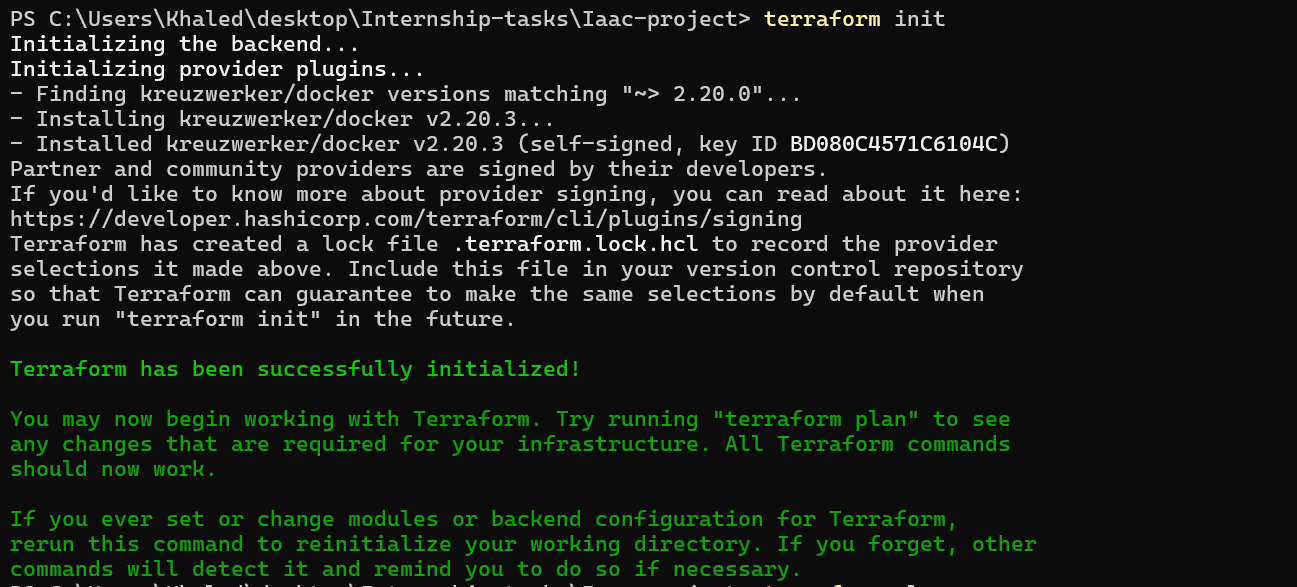 PS C:\Users\Khaled\desktop\Internship-tasks\Iaac-project> terraform init
Initializing the backend...
Initializing provider plugins...
- Finding kreuzwerker/docker versions matching "~> 2.20.0"...
- Installing kreuzwerker/docker v2.20.3...
- Installed kreuzwerker/docker v2.20.3 (self-signed, key ID BD080C4571C6104C)
Partner and community providers are signed by their developers.
If you'd like to know more about provider signing, you can read about it here:
https://developer.hashicorp.com/terraform/cli/plugins/signing
Terraform has created a lock file .terraform.lock.hcl to record the provider
selections it made above. Include this file in your version control repository
so that Terraform can guarantee to make the same selections by default when
you run "terraform init" in the future.
Terraform has been successfully initialized!
You may now begin working with Terraform. Try running "terraform plan" to see
any changes that are required for your infrastructure. All Terraform commands
should now work.
If you ever set or change modules or backend configuration for Terraform,
rerun this command to reinitialize your working directory. If you forget, other
commands will detect it and remind you to do so if necessary.